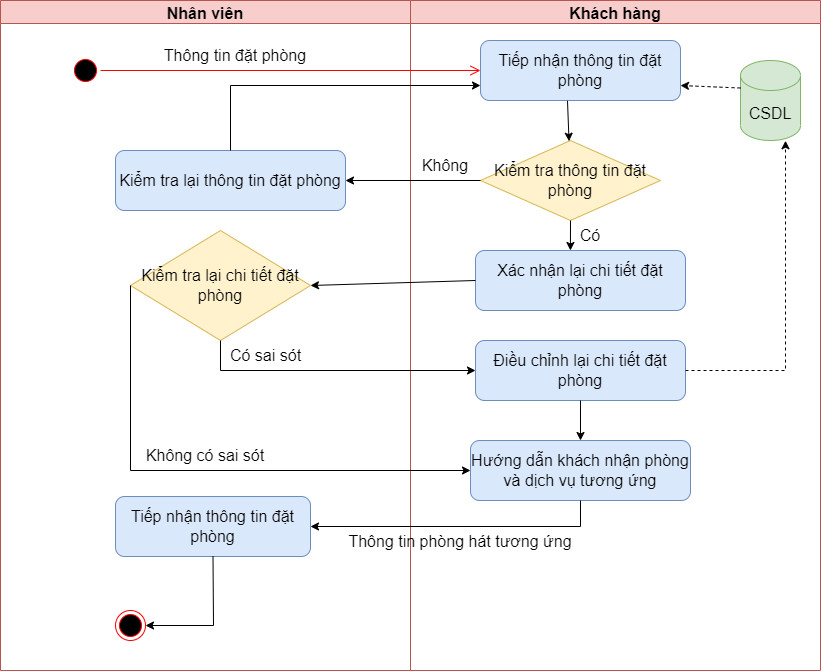 Nhân viên
Khách hàng
Thông tin đặt phòng
Tiếp nhận thông tin đặt
phòng
CSDL
Kiểm tra lại thông tin đặt phòng
Không
Kiểm tra thông tin đặt
phòng
Có
Kiểm tra lại chi tiết đặt
phòng
Xác nhận lại chi tiết đặt
phòng
Có sai sót
Điều chỉnh lại chi tiết đặt
phòng
Không có sai sót
Hướng dẫn khách nhận phòng
và dịch vụ tương ứng
Tiếp nhận thông tin đặt
phòng
Thông tin phòng hát tương ứng